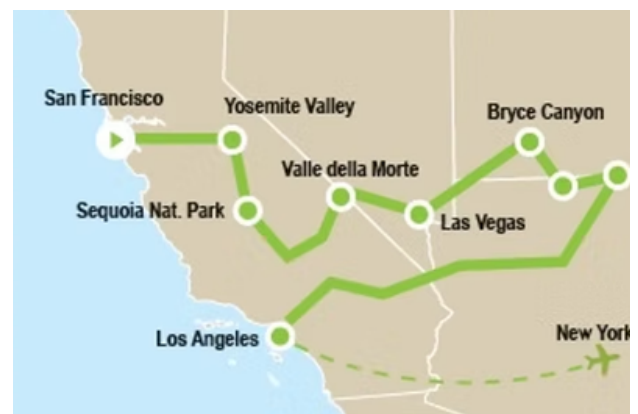 San Francisco
Yosemite Valley
Bryce Canyon
Valle della Morte
Sequoia Nat. Park
Las Vegas
Los Angeles
New York